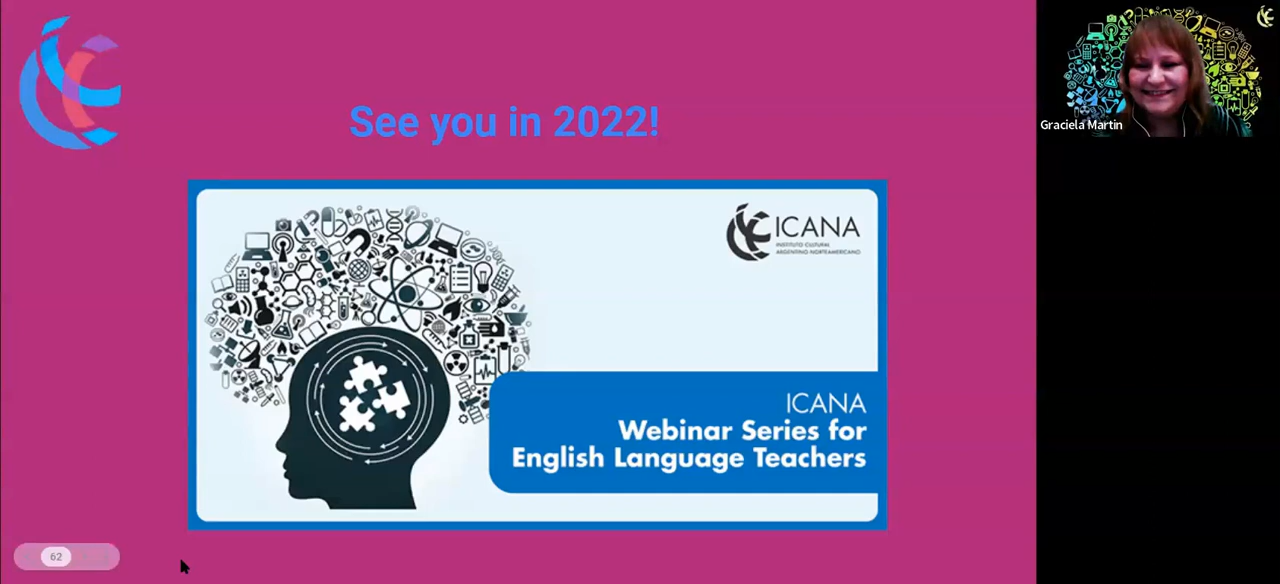 See you in 2022!
Graciela Martin
ICANA
INSTITUTO CULTURAL
ARGENTINO NORTEAMERICANO
ICANA
Webinar Series for
English Language Teachers
62